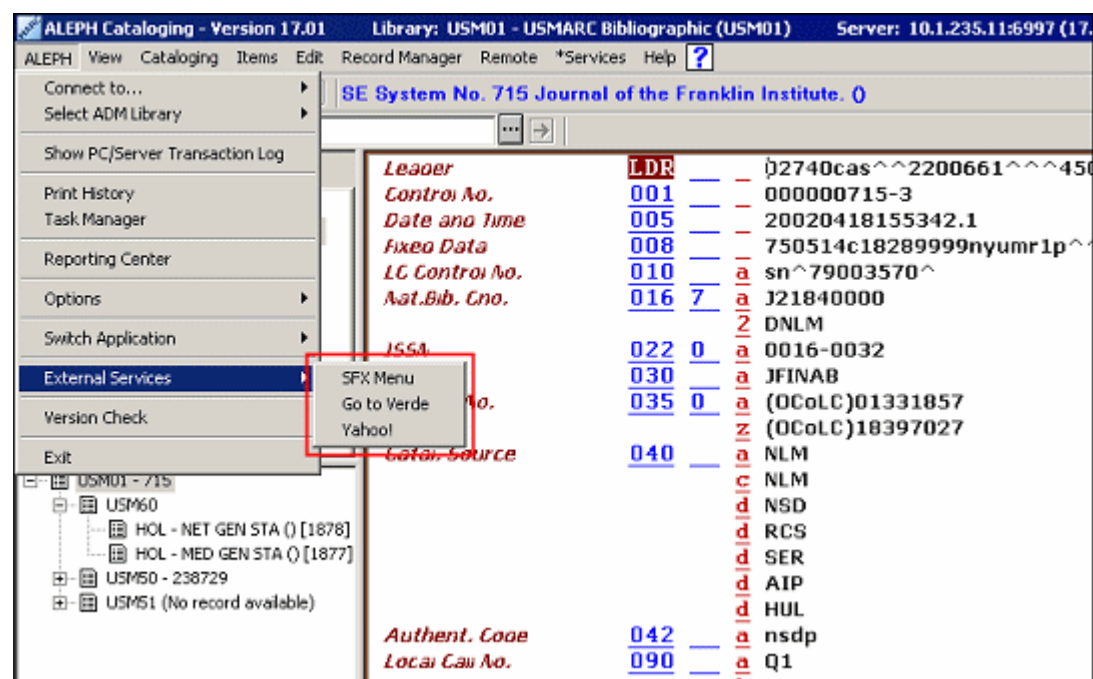 ALEPH Cataloging - Version 17.01 Library: USM01 - USMARC Bibliographic (USM01) Server: 10.1.235.11:6997 (17.
ALEPH View Cataloging Items Edit Record Manager Remote *Services Help ?
SE System No. 715 Journal of the Franklin Institute. ()
Connect to...
Select ADM Library
Show PC/Server Transaction Log
Print History
Task Manager
Reporting Center
Options
Switch Application
External Services
Version Check
Exit
SFX Menu
Go to Verde
Yahoo!
USM01 - 715
USM60
HOL - NET GEN STA () [1878]
HOL - MED GEN STA () [1877]
USM50 - 238729
USM51 (No record available)
Leader LDR 02740cas^^2200661^^^450
Control No. 001 000000715-3
Date and Time 005 20020418155342.1
Fixed Data 008 750514c18289999nyumr1p^^
LC Control No. 010 a sn^79003570^
Nat.Bib. Cno. 016 7 a J21840000
2 DNLM
ISSN 022 0 a 0016-0032
030 a JFINAB
No. 035 0 a (OCoLC)01331857
z (OCoLC)18397027
Catal. Source 040 a NLM
c NLM
d NSD
d RCS
d SER
d AIP
d HUL
Authent. Code 042 a nsdp
Local Call No. 090 a Q1